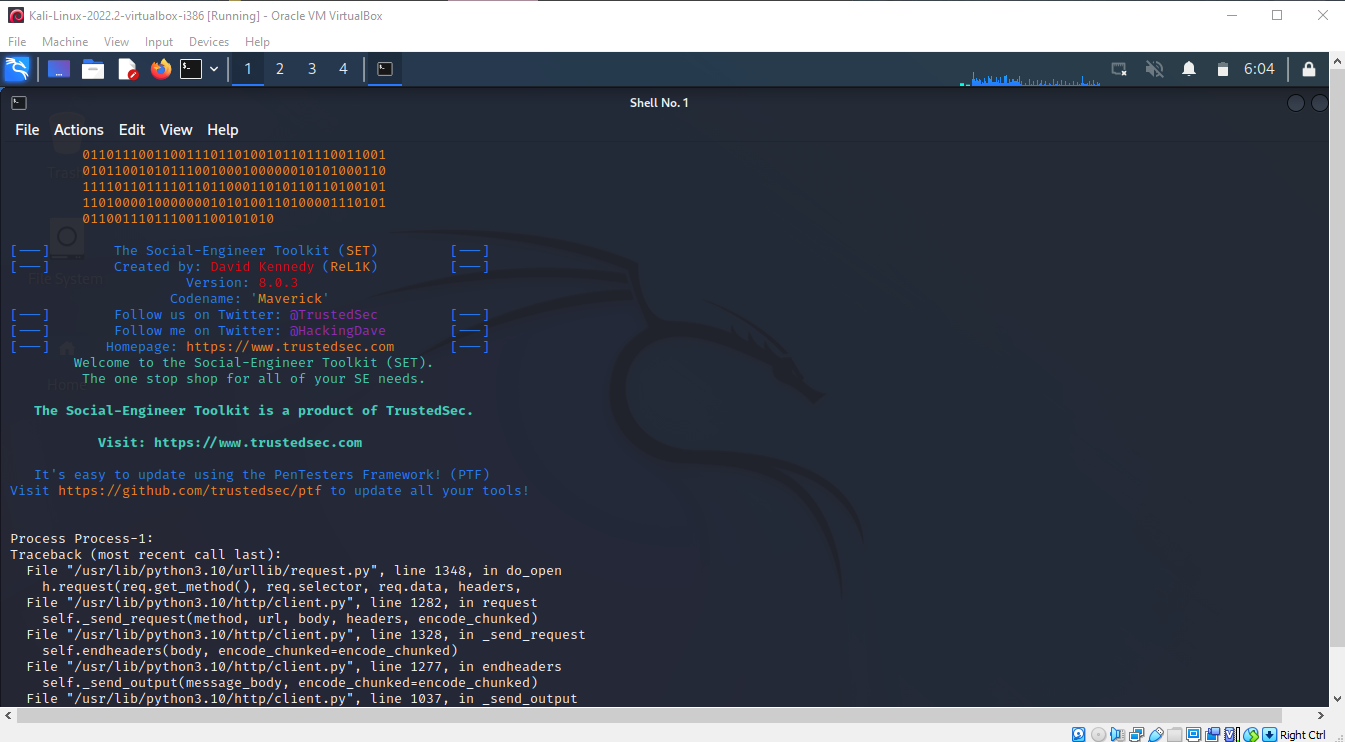 Kali-Linux-2022.2-virtualbox-i386 [Running] - Oracle VM VirtualBox
File Machine View Input Devices Help
1 2 3 4 6:04
Shell No. 1
File Actions Edit View Help
01101110011001110110100101101110011001
01011001010111001000100000010101000110
11110110111101101100011010110110100101
11010000100000001010100110100001110101
011001110111001100101010
[---] The Social-Engineer Toolkit (SET) [---]
[---] Created by: David Kennedy (ReL1K) [---]
Version: 8.0.3
Codename: 'Maverick'
[---] Follow us on Twitter: @TrustedSec [---]
[---] Follow me on Twitter: @HackingDave [---]
[---] Homepage: https://www.trustedsec.com [---]
Welcome to the Social-Engineer Toolkit (SET).
The one stop shop for all of your SE needs.
The Social-Engineer Toolkit is a product of TrustedSec.
Visit: https://www.trustedsec.com
It's easy to update using the PenTesters Framework! (PTF)
Visit https://github.com/trustedsec/ptf to update all your tools!
Process Process-1:
Traceback (most recent call last):
File "/usr/lib/python3.10/urllib/request.py", line 1348, in do_open
h.request(req.get_method(), req.selector, req.data, headers,
File "/usr/lib/python3.10/http/client.py", line 1282, in request
self._send_request(method, url, body, headers, encode_chunked)
File "/usr/lib/python3.10/http/client.py", line 1328, in _send_request
self.endheaders(body, encode_chunked=encode_chunked)
File "/usr/lib/python3.10/http/client.py", line 1277, in endheaders
self._send_output(message_body, encode_chunked=encode_chunked)
File "/usr/lib/python3.10/http/client.py", line 1037, in _send_output
Right Ctrl